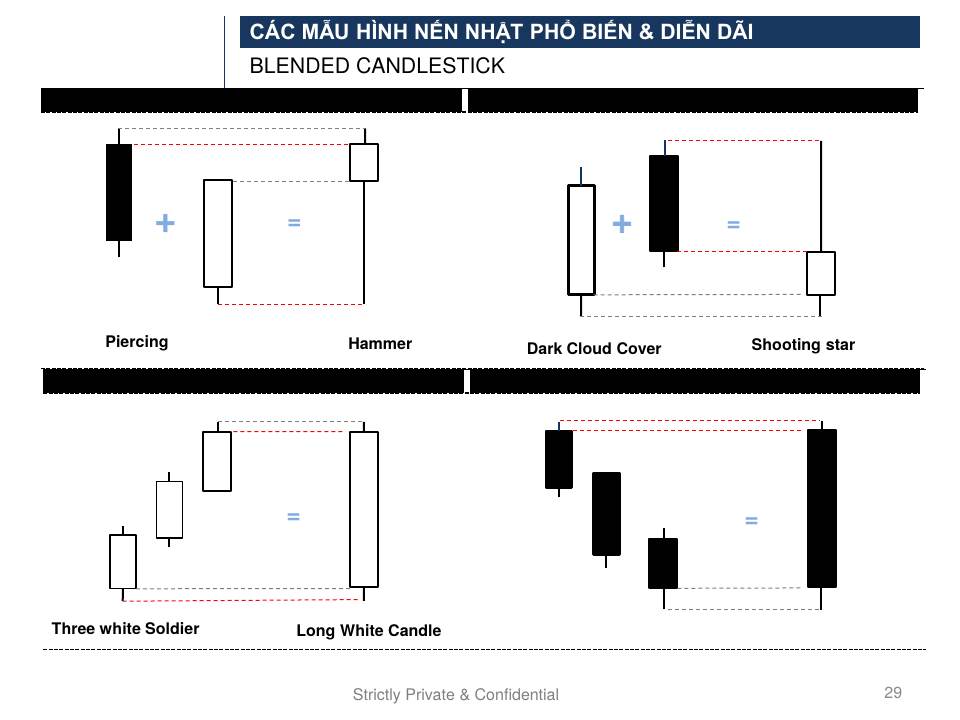 CÁC MẪU HÌNH NẾN NHẬT PHỔ BIẾN & DIỄN DÃI
BLENDED CANDLESTICK
+
=
+
=
Piercing
Hammer
Dark Cloud Cover
Shooting star
=
=
Three white Soldier
Long White Candle
Strictly Private & Confidential
29